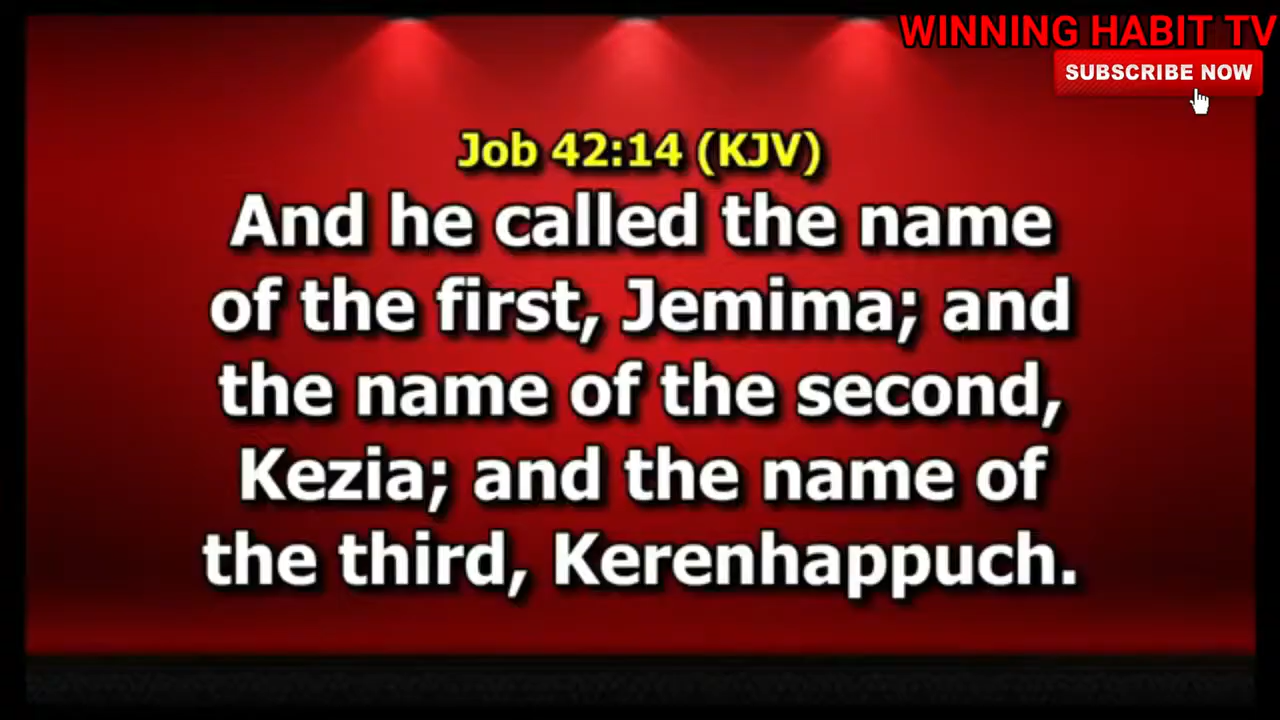 WINNING HABIT TV
SUBSCRIBE NOW
Job 42:14 (KJV)
And he called the name
of the first, Jemima; and
the name of the second,
Kezia; and the name of
the third, Kerenhappuch.